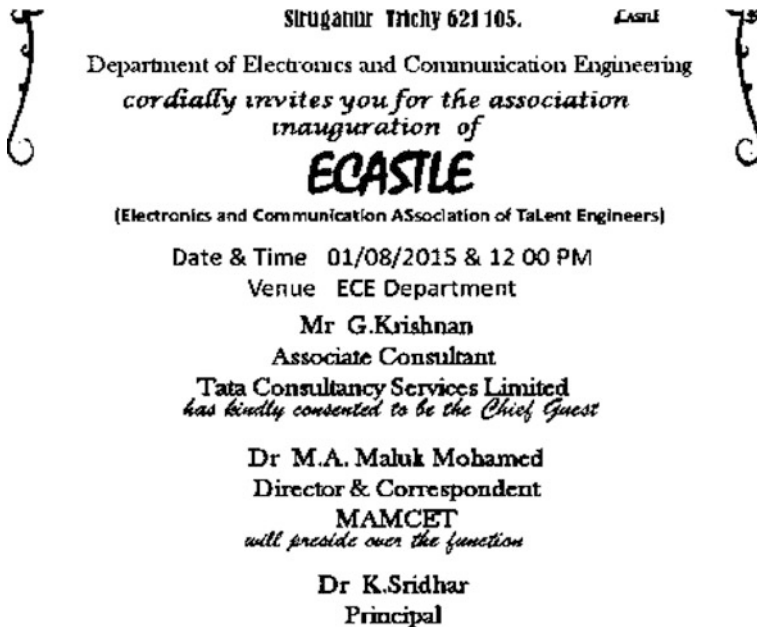 Siruganur Trichy 621 105.
Department of Electronics and Communication Engineering
cordially invites you for the association
inauguration of
ECASTLE
(Electronics and Communication ASsociation of TaLent Engineers)
Date & Time 01/08/2015 & 12 00 PM
Venue ECE Department
Mr G.Krishnan
Associate Consultant
Tata Consultancy Services Limited
has kindly consented to be the Chief Guest
Dr M.A. Maluk Mohamed
Director & Correspondent
MAMCET
will preside over the function
Dr K.Sridhar
Principal